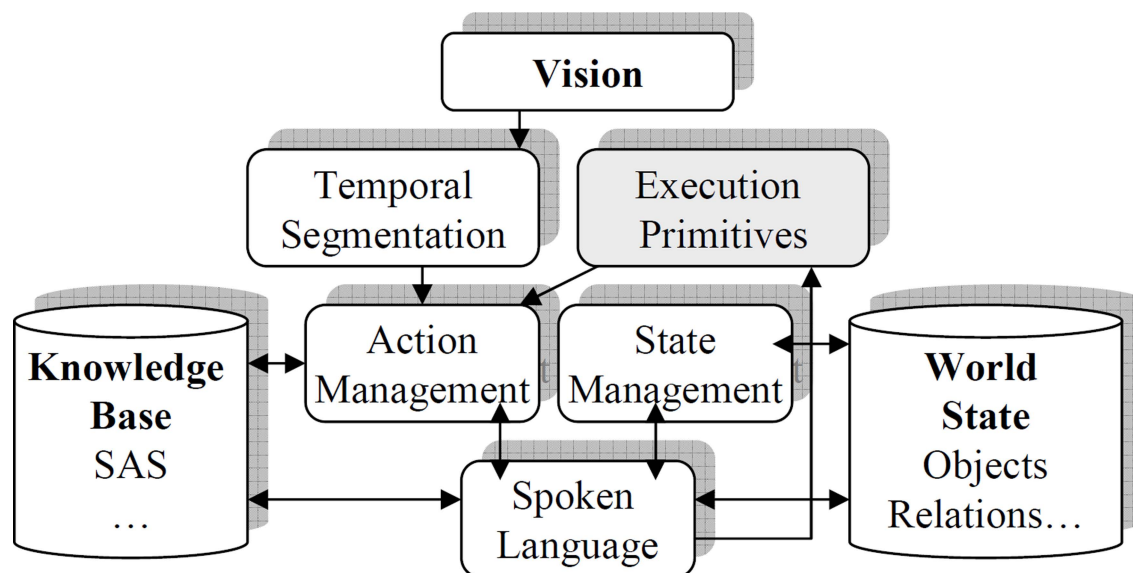 Vision
Temporal
Segmentation
Execution
Primitives
Knowledge
Base
SAS
…
Action
Management
State
Management
World
State
Objects
Relations…
Spoken
Language